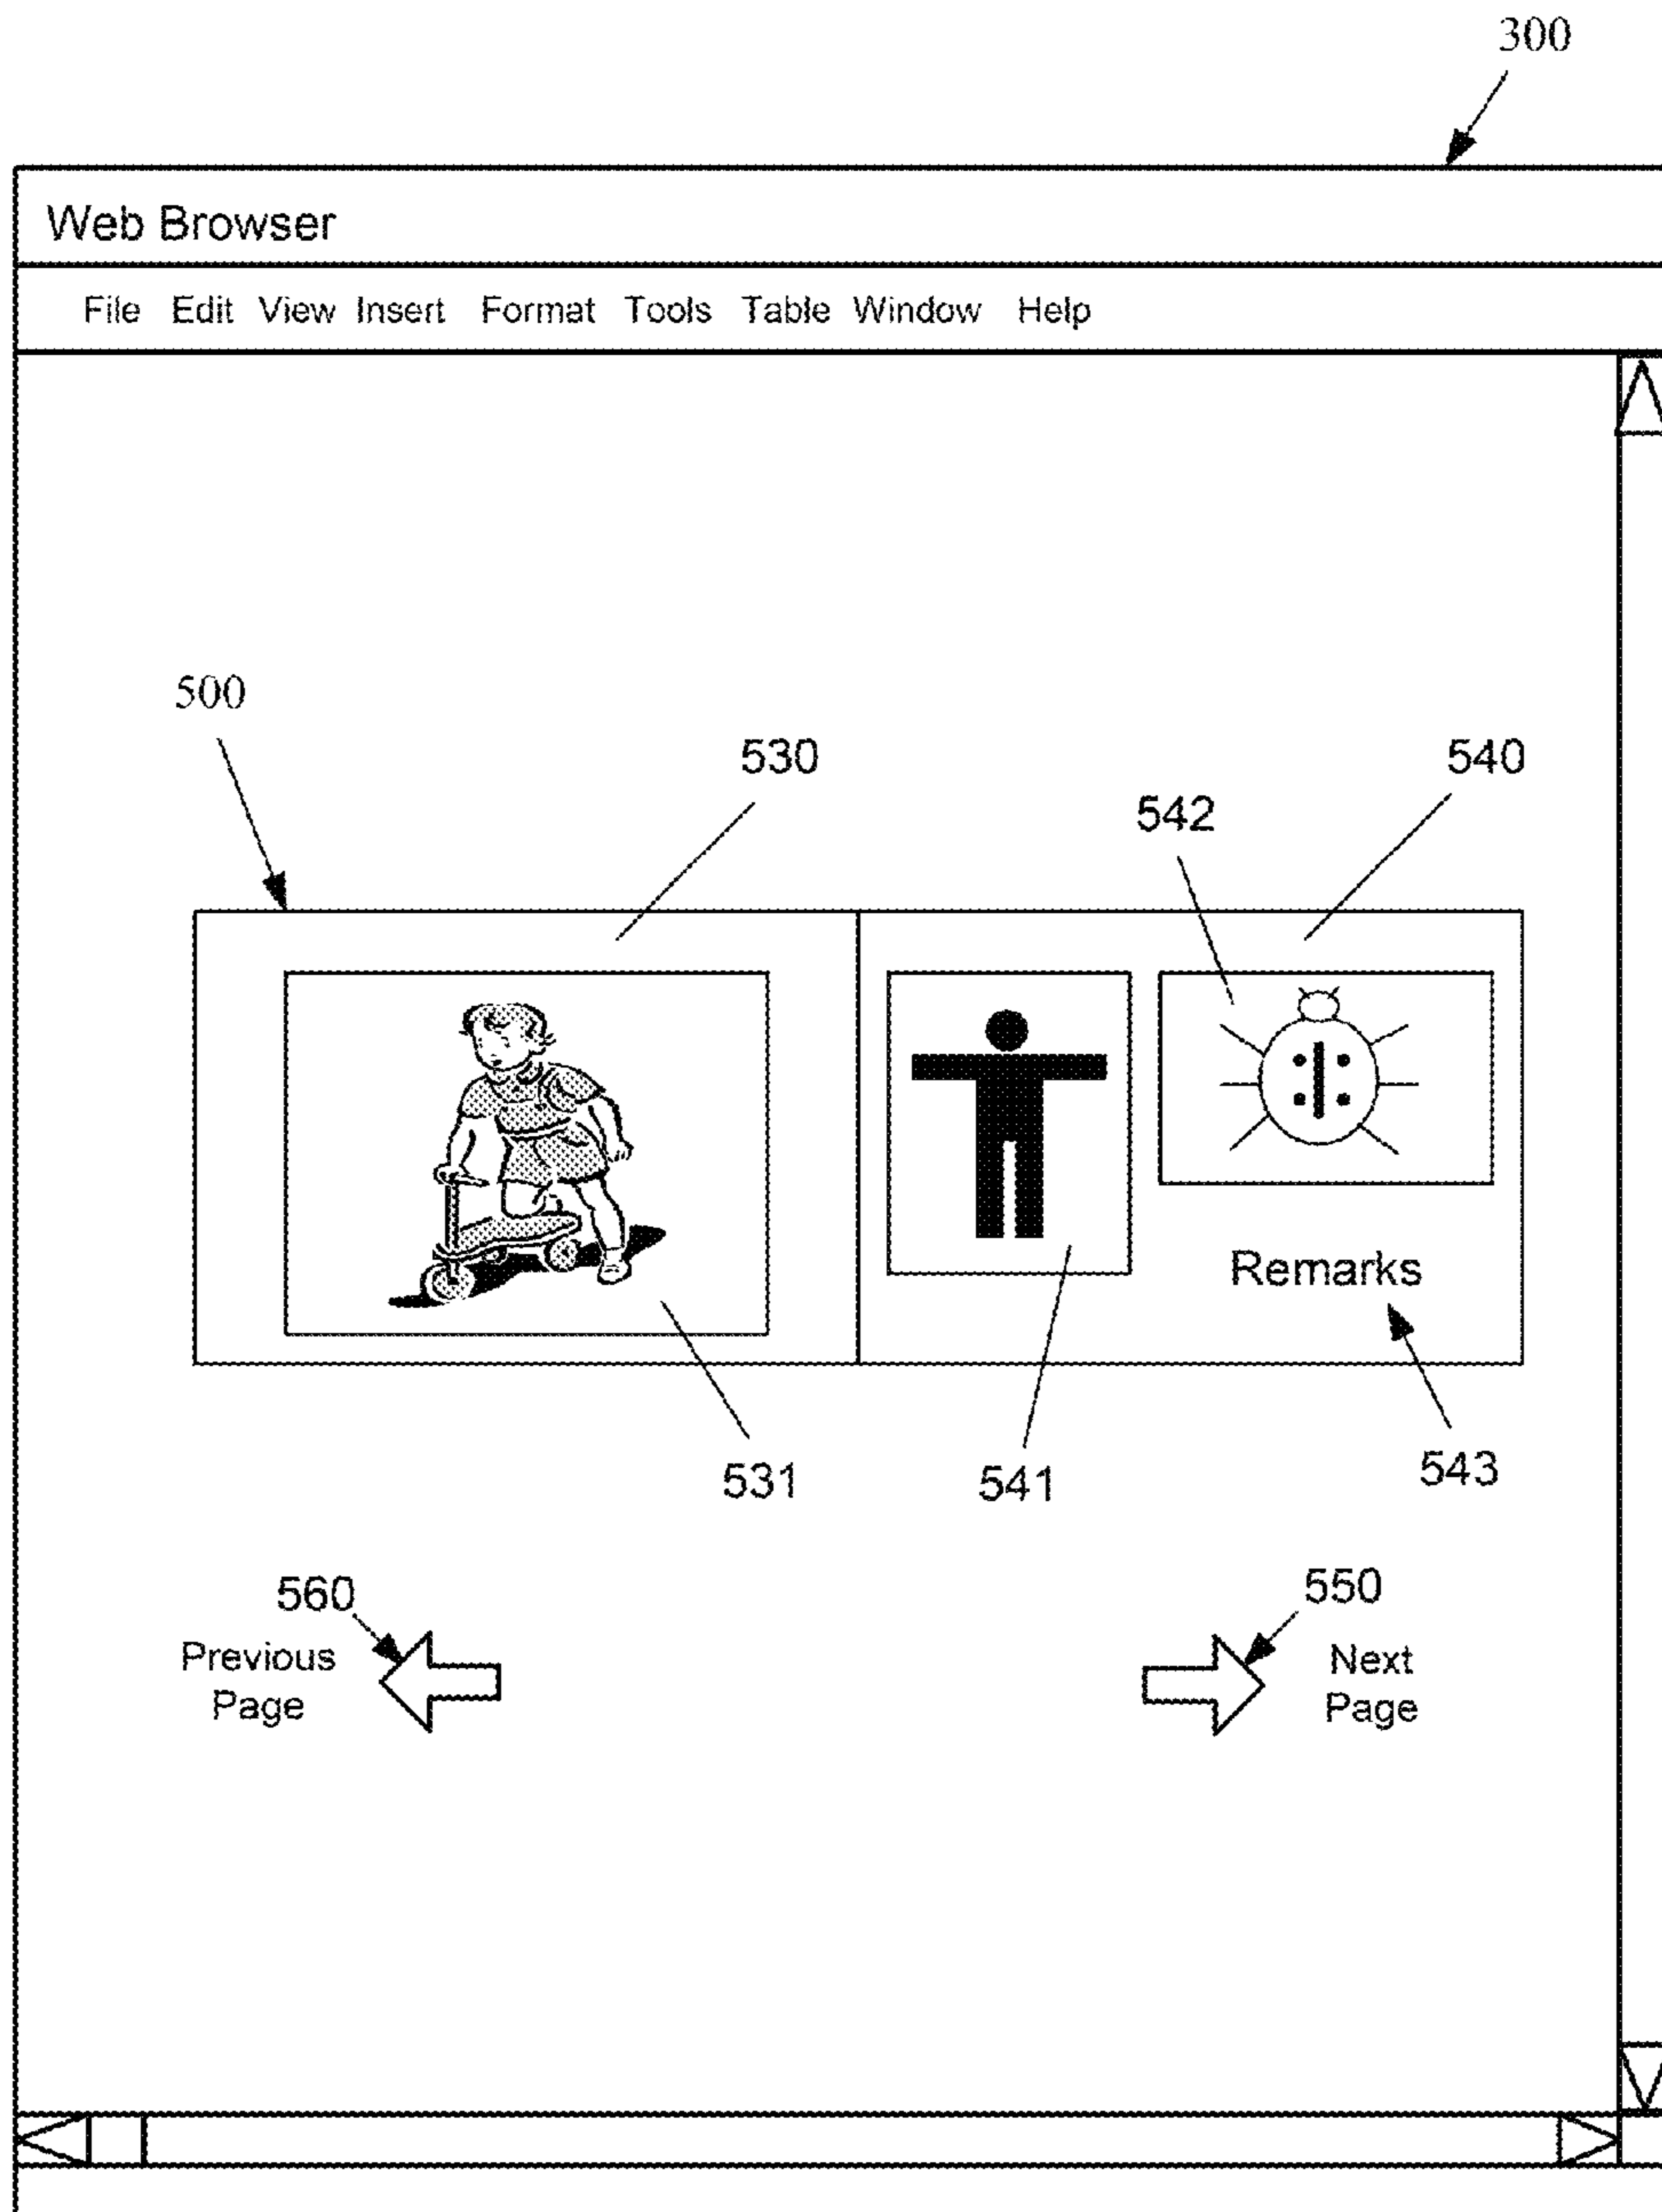 300
Web Browser
File Edit View Insert Format Tools Table Window Help
500
530
540
542
Remarks
531
541
543
560
550
Previous
Page
Next
Page